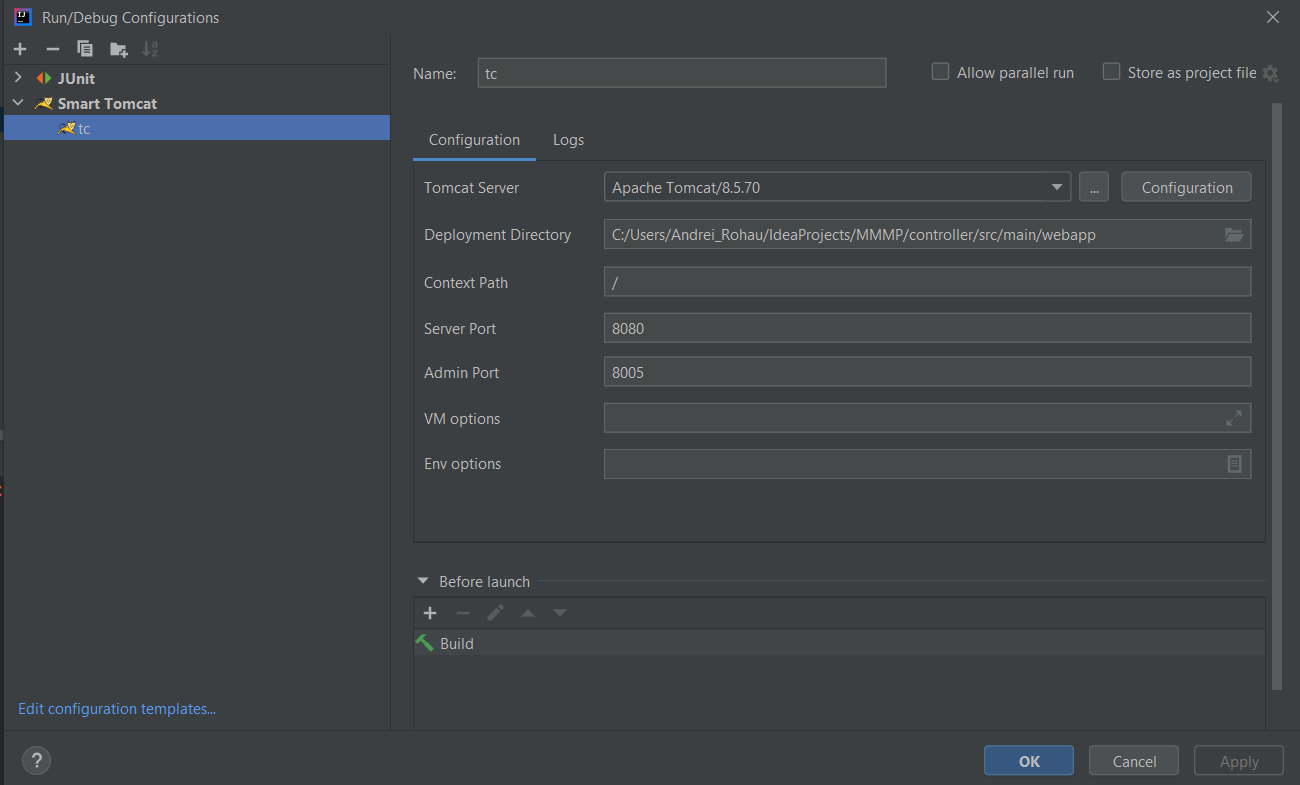 Run/Debug Configurations
JUnit
Smart Tomcat
tc
Edit configuration templates...
Name:
tc
Allow parallel run
Store as project file
Configuration
Logs
Tomcat Server
Apache Tomcat/8.5.70
...
Configuration
Deployment Directory
C:/Users/Andrei_Rohau/IdeaProjects/MMMP/controller/src/main/webapp
Context Path
/
Server Port
8080
Admin Port
8005
VM options
Env options
Before launch
Build
?
OK
Cancel
Apply